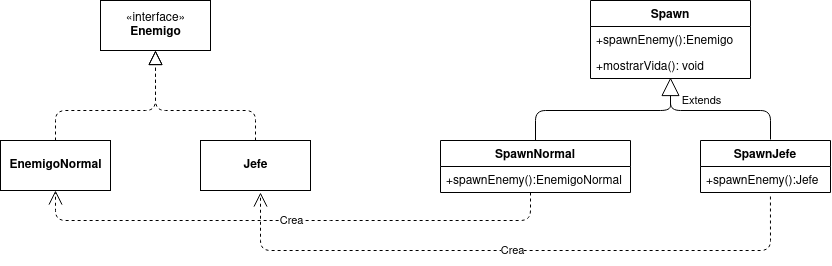 «interface»
Enemigo
Spawn
+spawnEnemy():Enemigo
+mostrarVida(): void
Extends
EnemigoNormal
Jefe
SpawnNormal
+spawnEnemy():EnemigoNormal
SpawnJefe
+spawnEnemy():Jefe
Crea
Crea